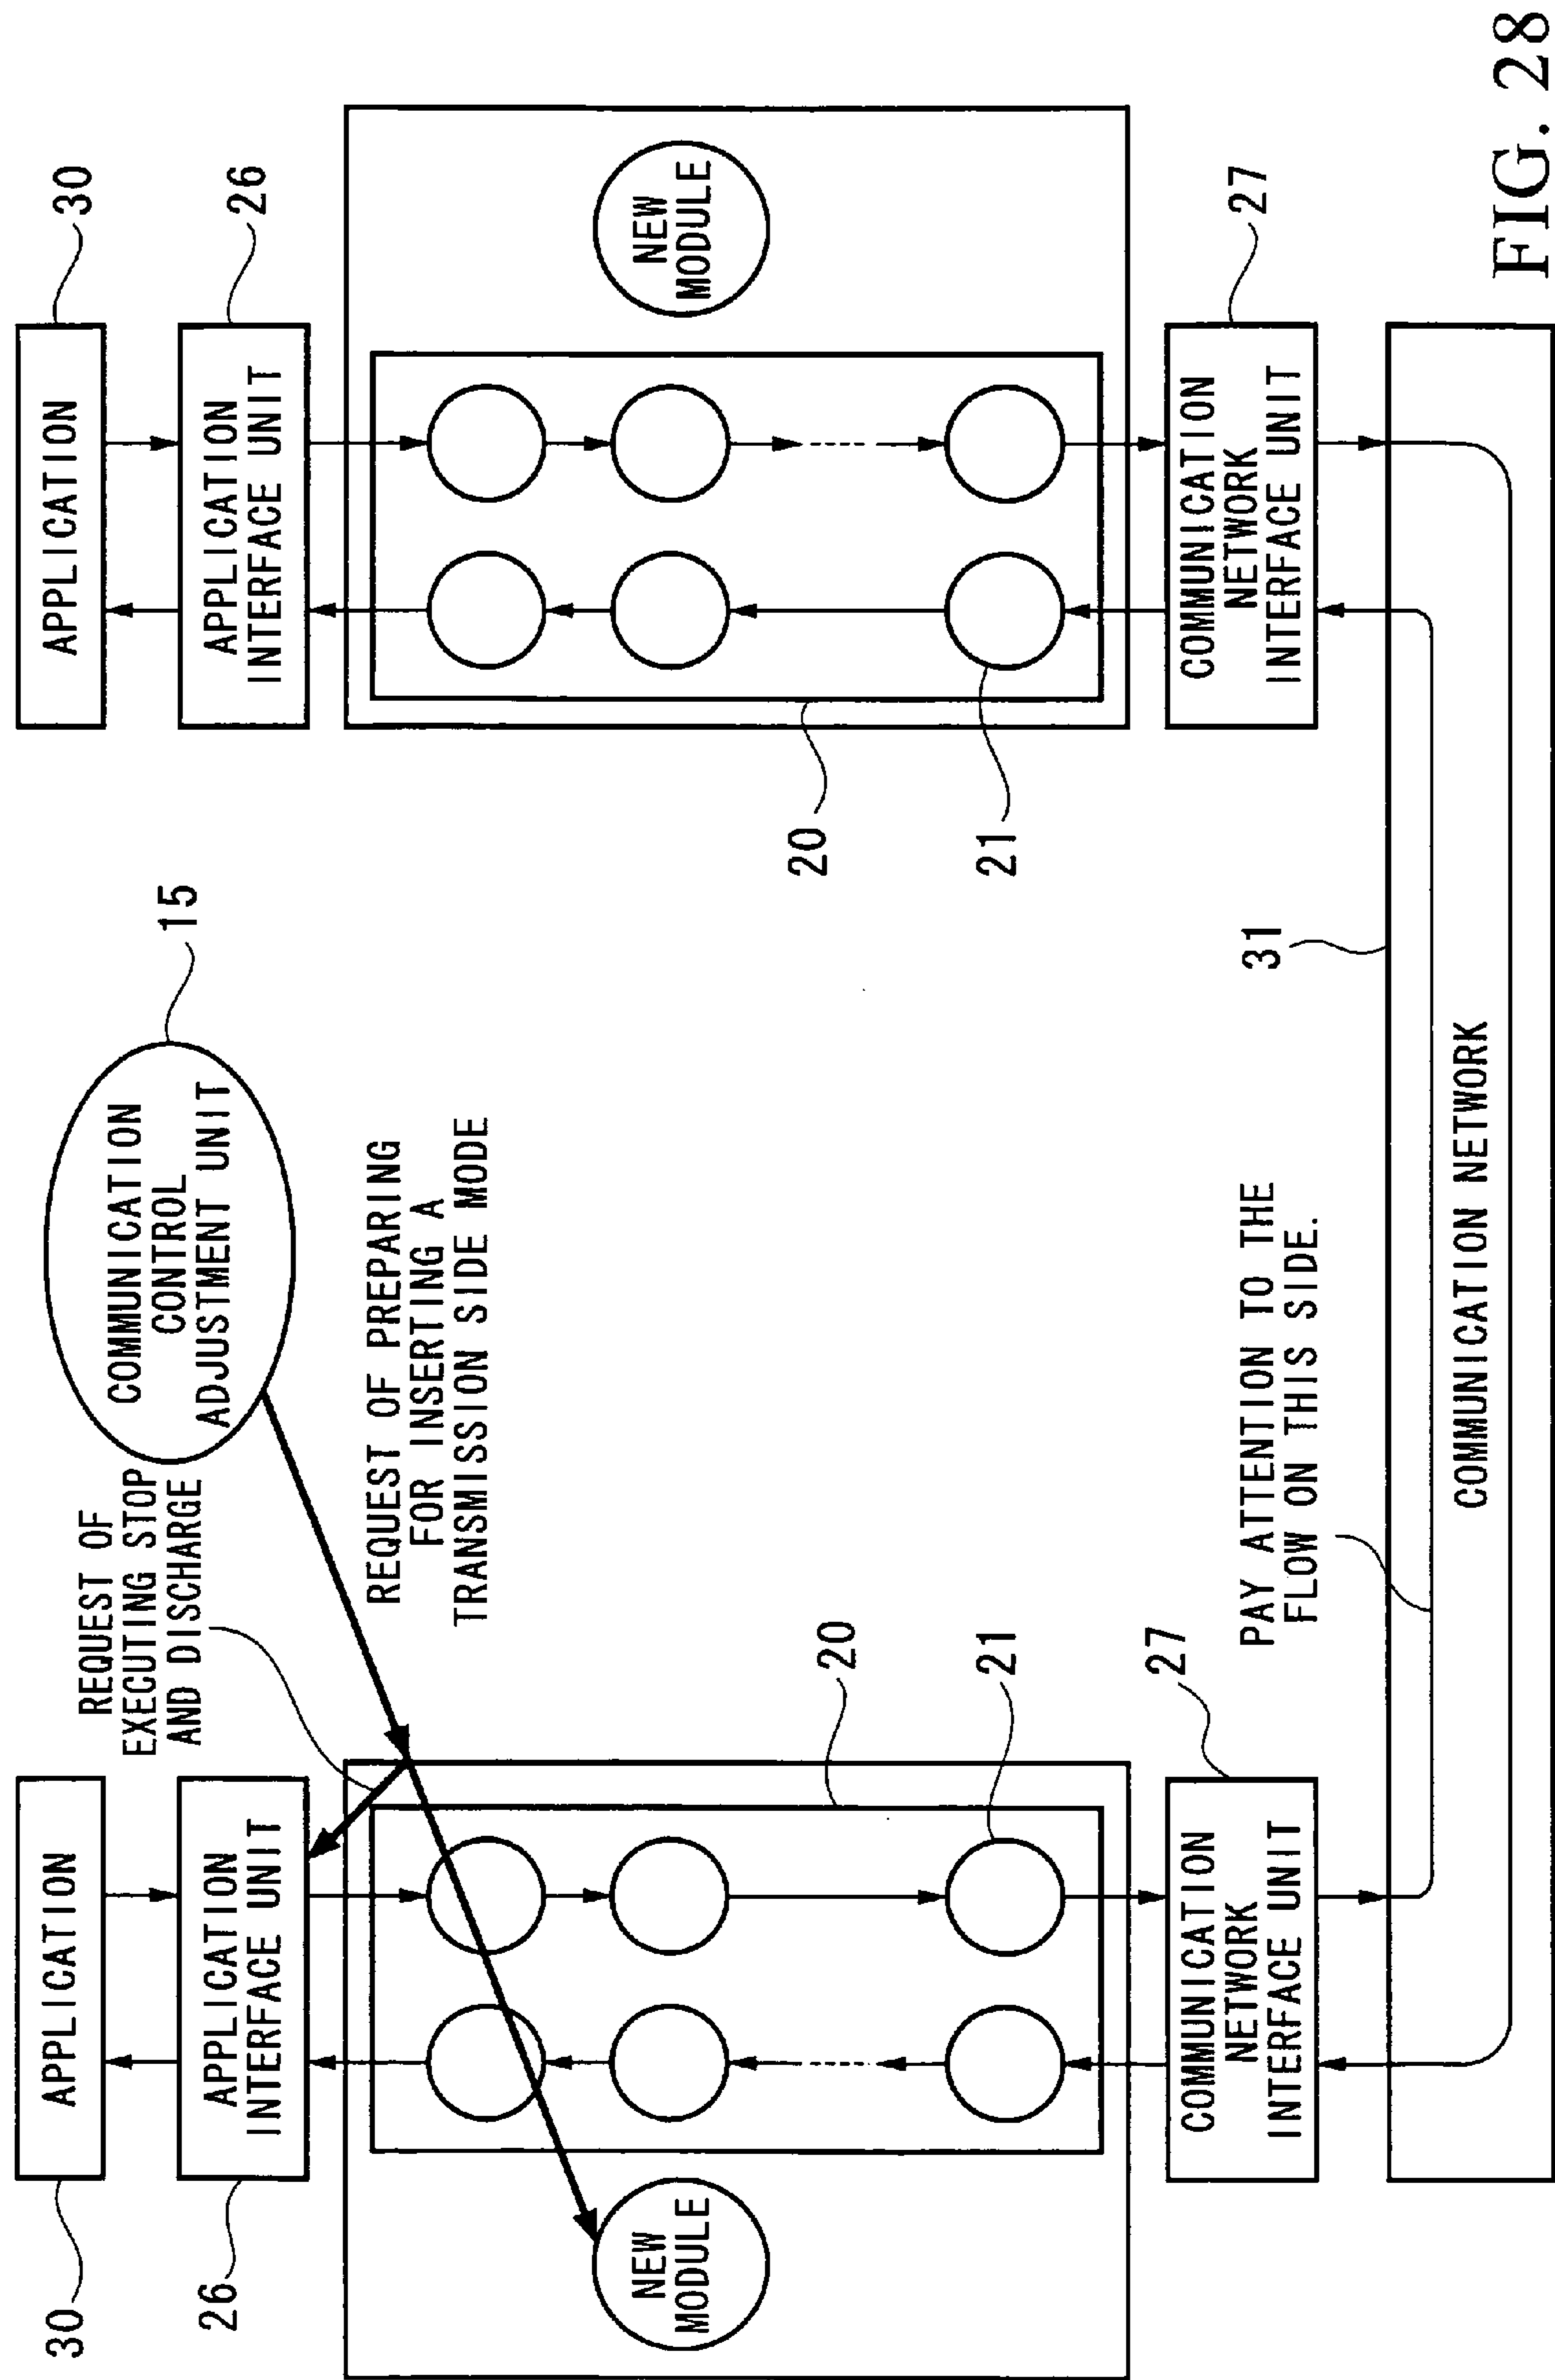 30
APPLICATION
26
APPLICATION
INTERFACE UNIT
REQUEST OF
EXECUTING STOP
AND DISCHARGE
COMMUNICATION
CONTROL
ADJUSTMENT UNIT
15
APPLICATION
30
APPLICATION
INTERFACE UNIT
26
REQUEST OF PREPARING
FOR INSERTING A
TRANSMISSION SIDE MODE
NEW
MODULE
20
21
20
21
NEW
MODULE
COMMUNICATION
NETWORK
INTERFACE UNIT
27
PAY ATTENTION TO THE
FLOW ON THIS SIDE.
31
COMMUNICATION
NETWORK
INTERFACE UNIT
27
COMMUNICATION NETWORK
FIG. 28